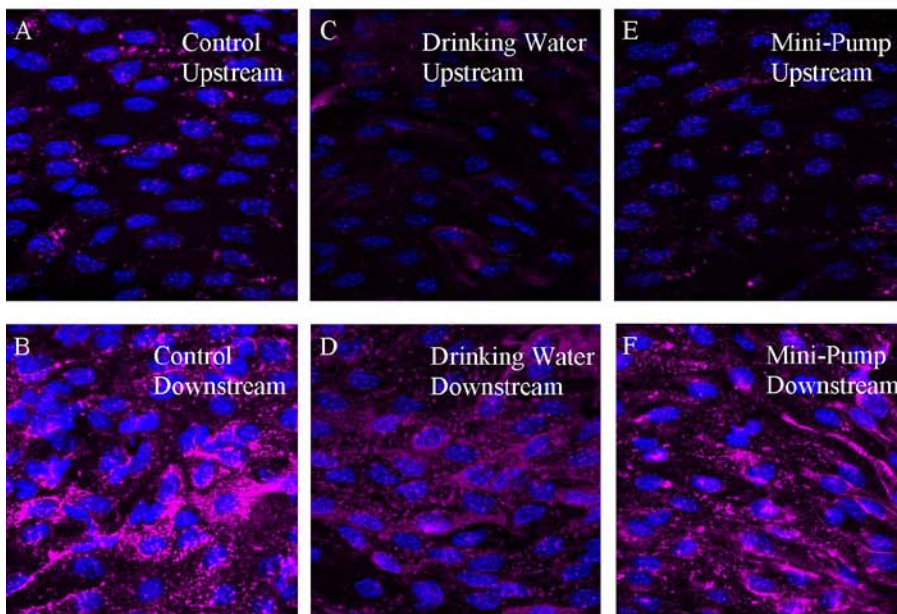 A
Control
Upstream
C
Drinking Water
Upstream
E
Mini-Pump
Upstream
B
Control
Downstream
D
Drinking Water
Downstream
F
Mini-Pump
Downstream